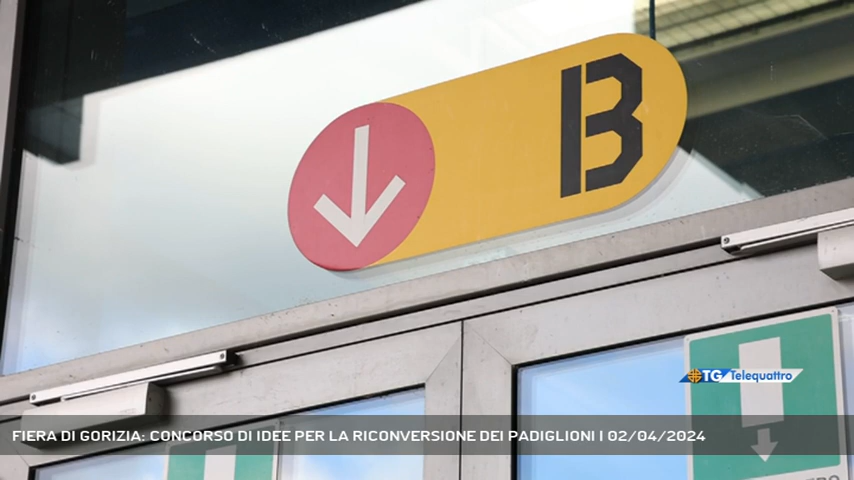 B
TG Telequattro
FIERA DI GORIZIA: CONCORSO DI IDEE PER LA RICONVERSIONE DEI PADIGLIONI | 02/04/2024